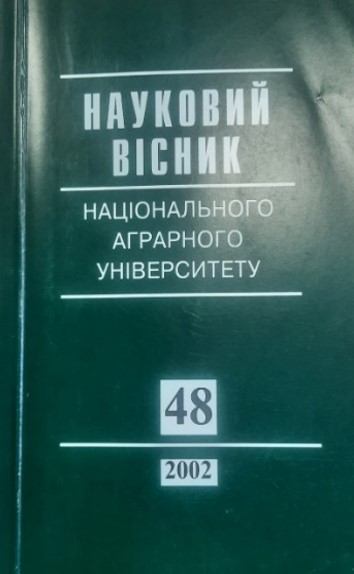 НАУКОВИЙ
ВІСНИК
НАЦІОНАЛЬНОГО
АГРАРНОГО
УНІВЕРСИТЕТУ
48
2002